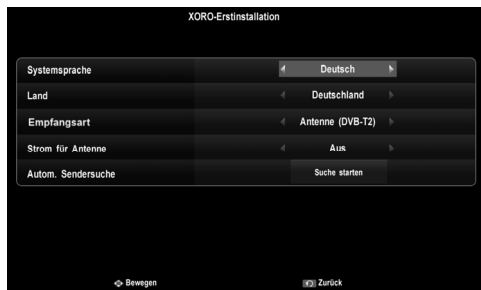 XORO-Erstinstallation
Systemsprache Deutsch
Land Deutschland
Empfangsart Antenne (DVB-T2)
Strom für Antenne Aus
Autom. Sendersuche Suche starten
Bewegen Zurück